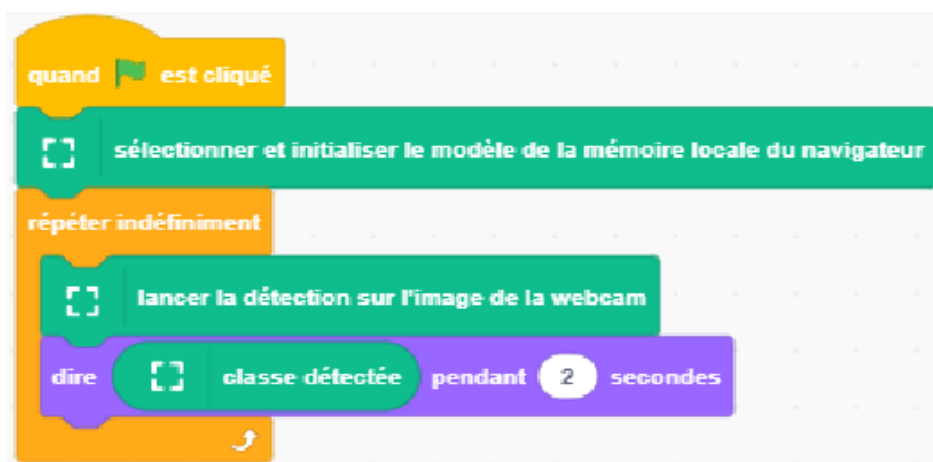 quand est cliqué
sélectionner et initialiser le modèle de la mémoire locale du navigateur
répéter indéfiniment
lancer la détection sur l'image de la webcam
dire classe détectée pendant 2 secondes